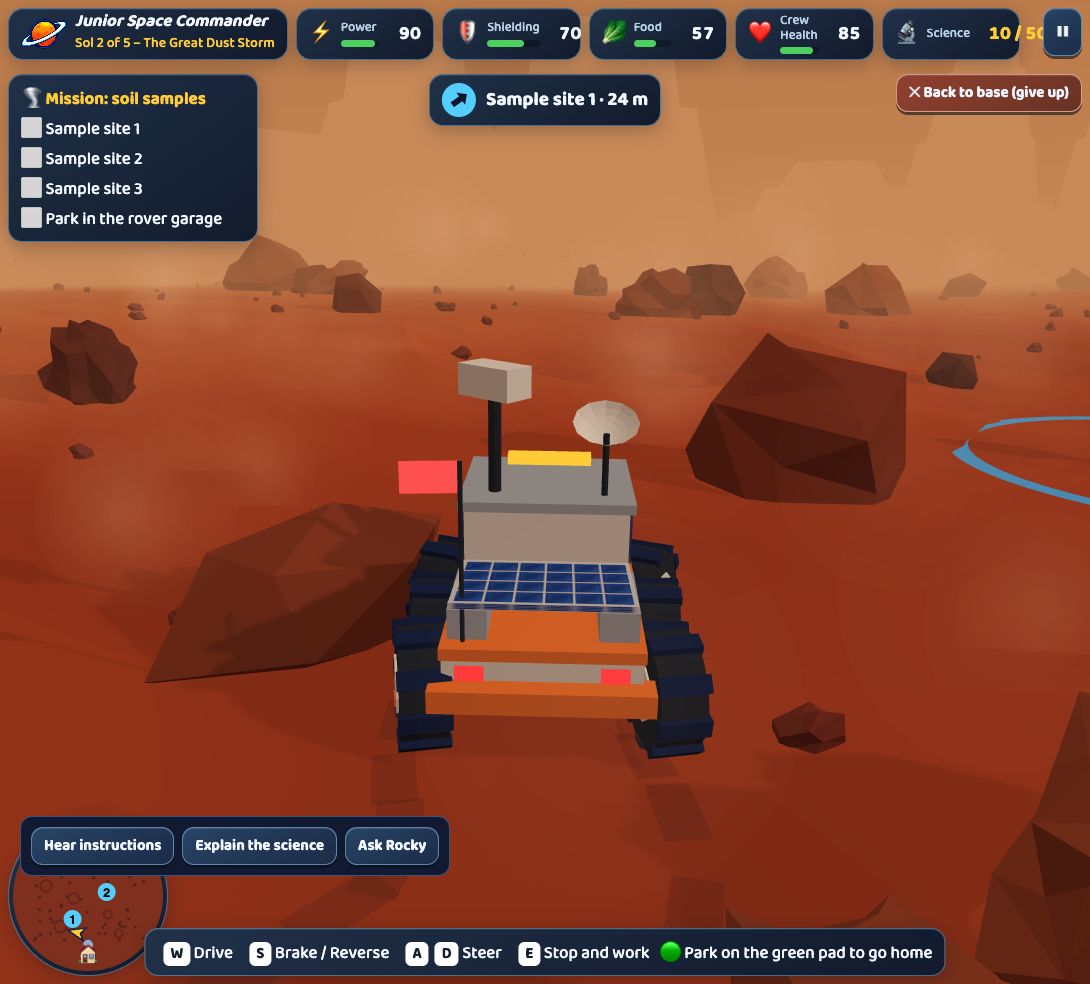 Junior Space Commander
Sol 2 of 5 – The Great Dust Storm
Power 90
Shielding 70
Food 57
Crew Health 85
Science 10 / 50
Mission: soil samples
Sample site 1
Sample site 2
Sample site 3
Park in the rover garage
Sample site 1 · 24 m
✕ Back to base (give up)
Hear instructions
Explain the science
Ask Rocky
2
1
W Drive
S Brake / Reverse
A D Steer
E Stop and work
Park on the green pad to go home